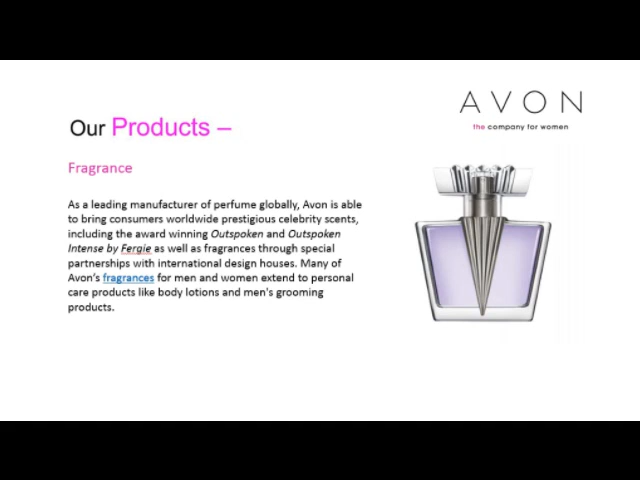 AVON
the company for women
Our Products –
Fragrance
As a leading manufacturer of perfume globally, Avon is able
to bring consumers worldwide prestigious celebrity scents,
including the award winning Outspoken and Outspoken
Intense by Fergie as well as fragrances through special
partnerships with international design houses. Many of
Avon's fragrances for men and women extend to personal
care products like body lotions and men's grooming
products.